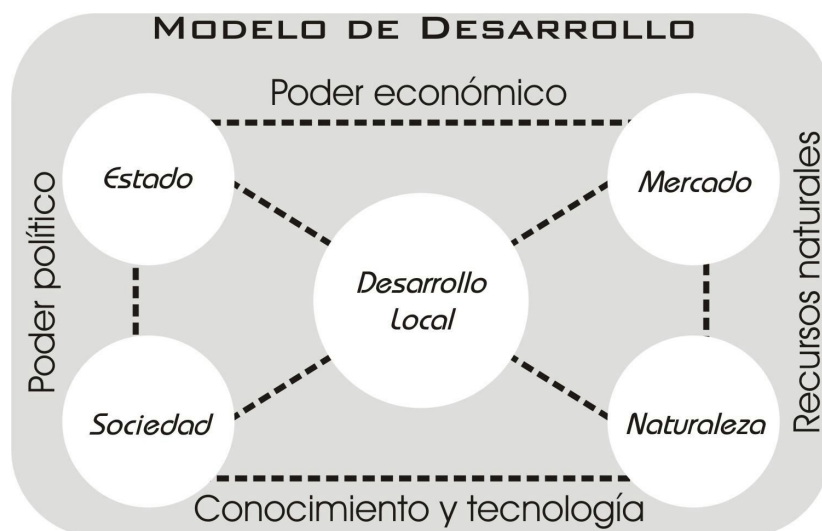 MODELO DE DESARROLLO
Poder económico
Estado
Mercado
Poder político
Desarrollo
Local
Recursos naturales
Sociedad
Naturaleza
Conocimiento y tecnología